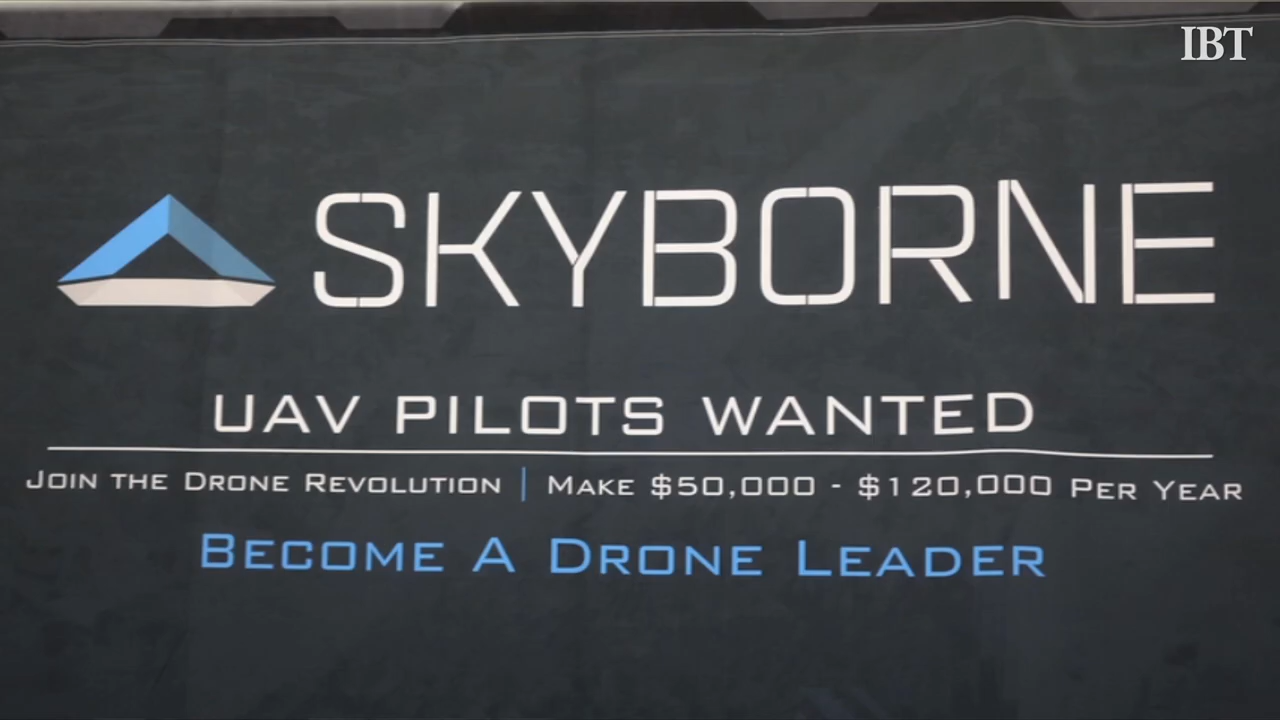 IBT
SKYBORNE
UAV PILOTS WANTED
JOIN THE DRONE REVOLUTION | MAKE $50,000 - $120,000 PER YEAR
BECOME A DRONE LEADER